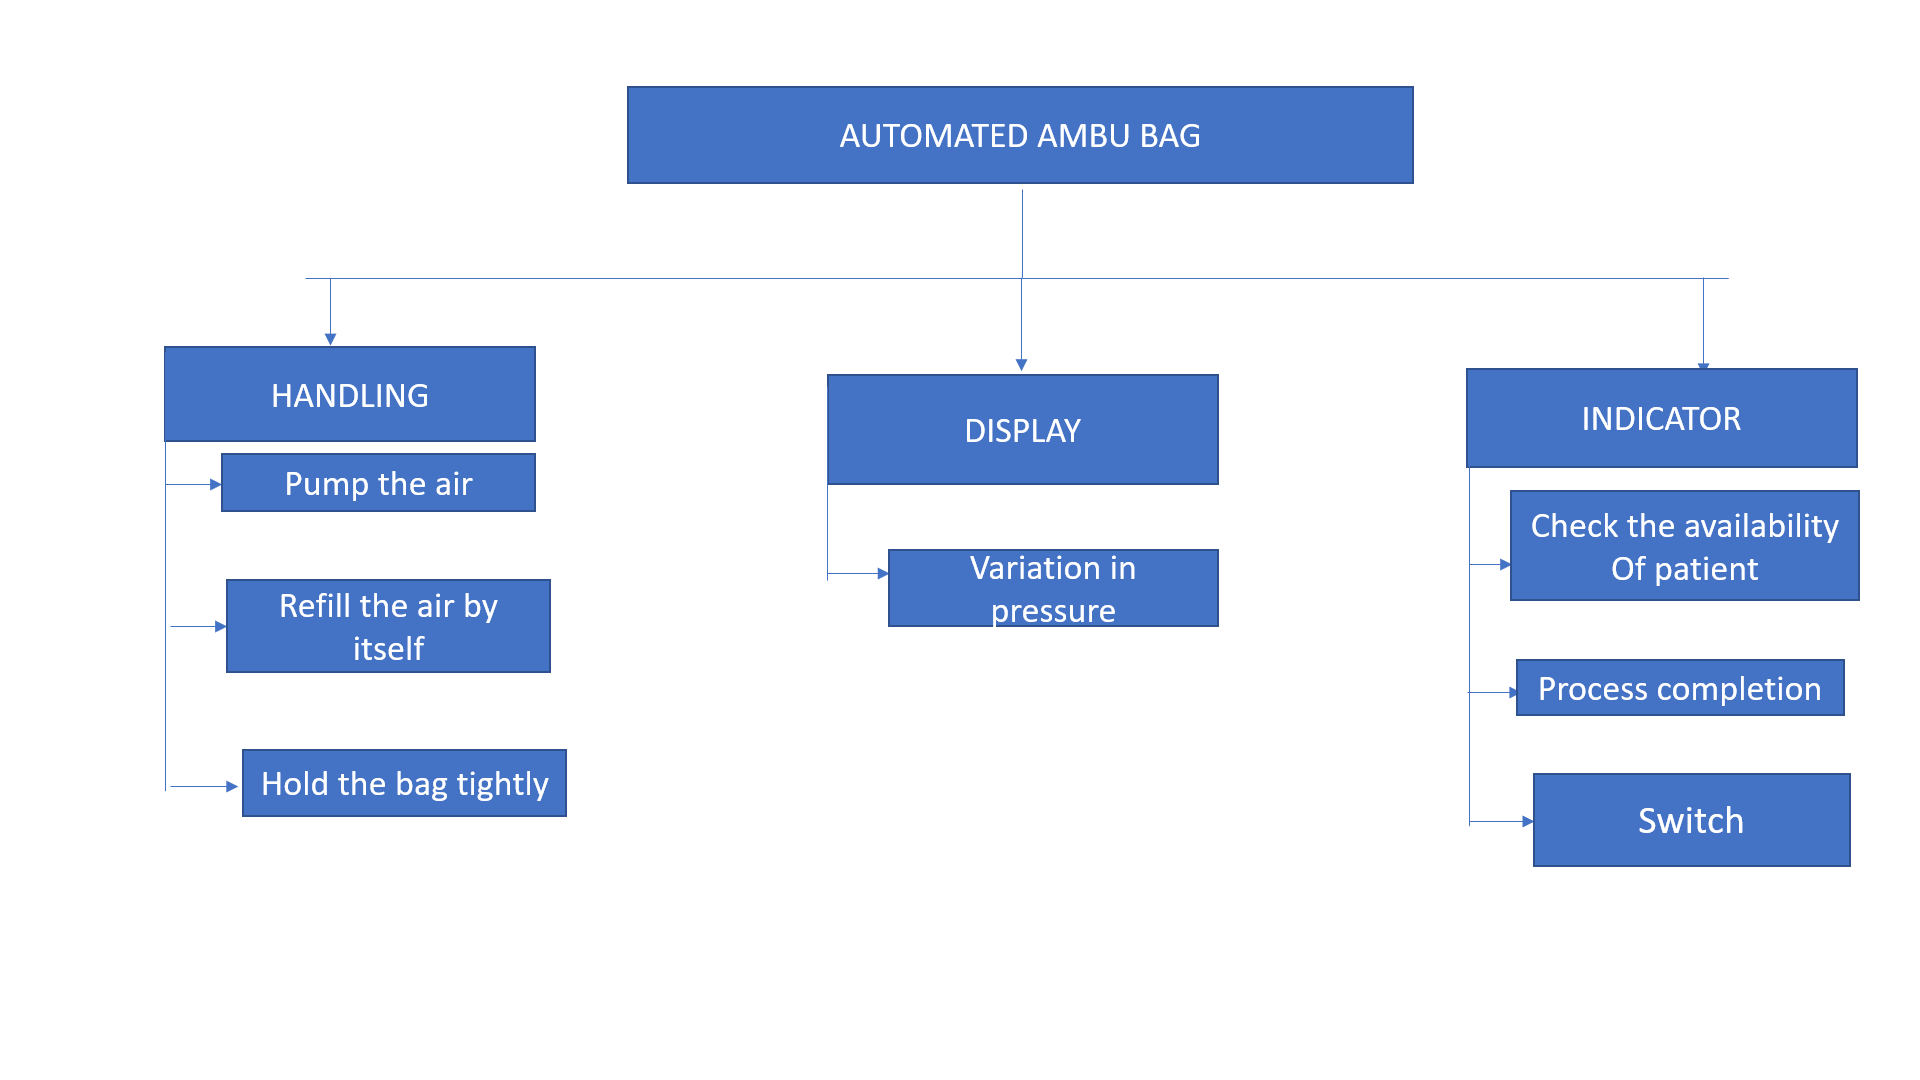 AUTOMATED AMBU BAG
HANDLING
Pump the air
Refill the air by
itself
Hold the bag tightly
DISPLAY
Variation in
pressure
INDICATOR
Check the availability
Of patient
Process completion
Switch